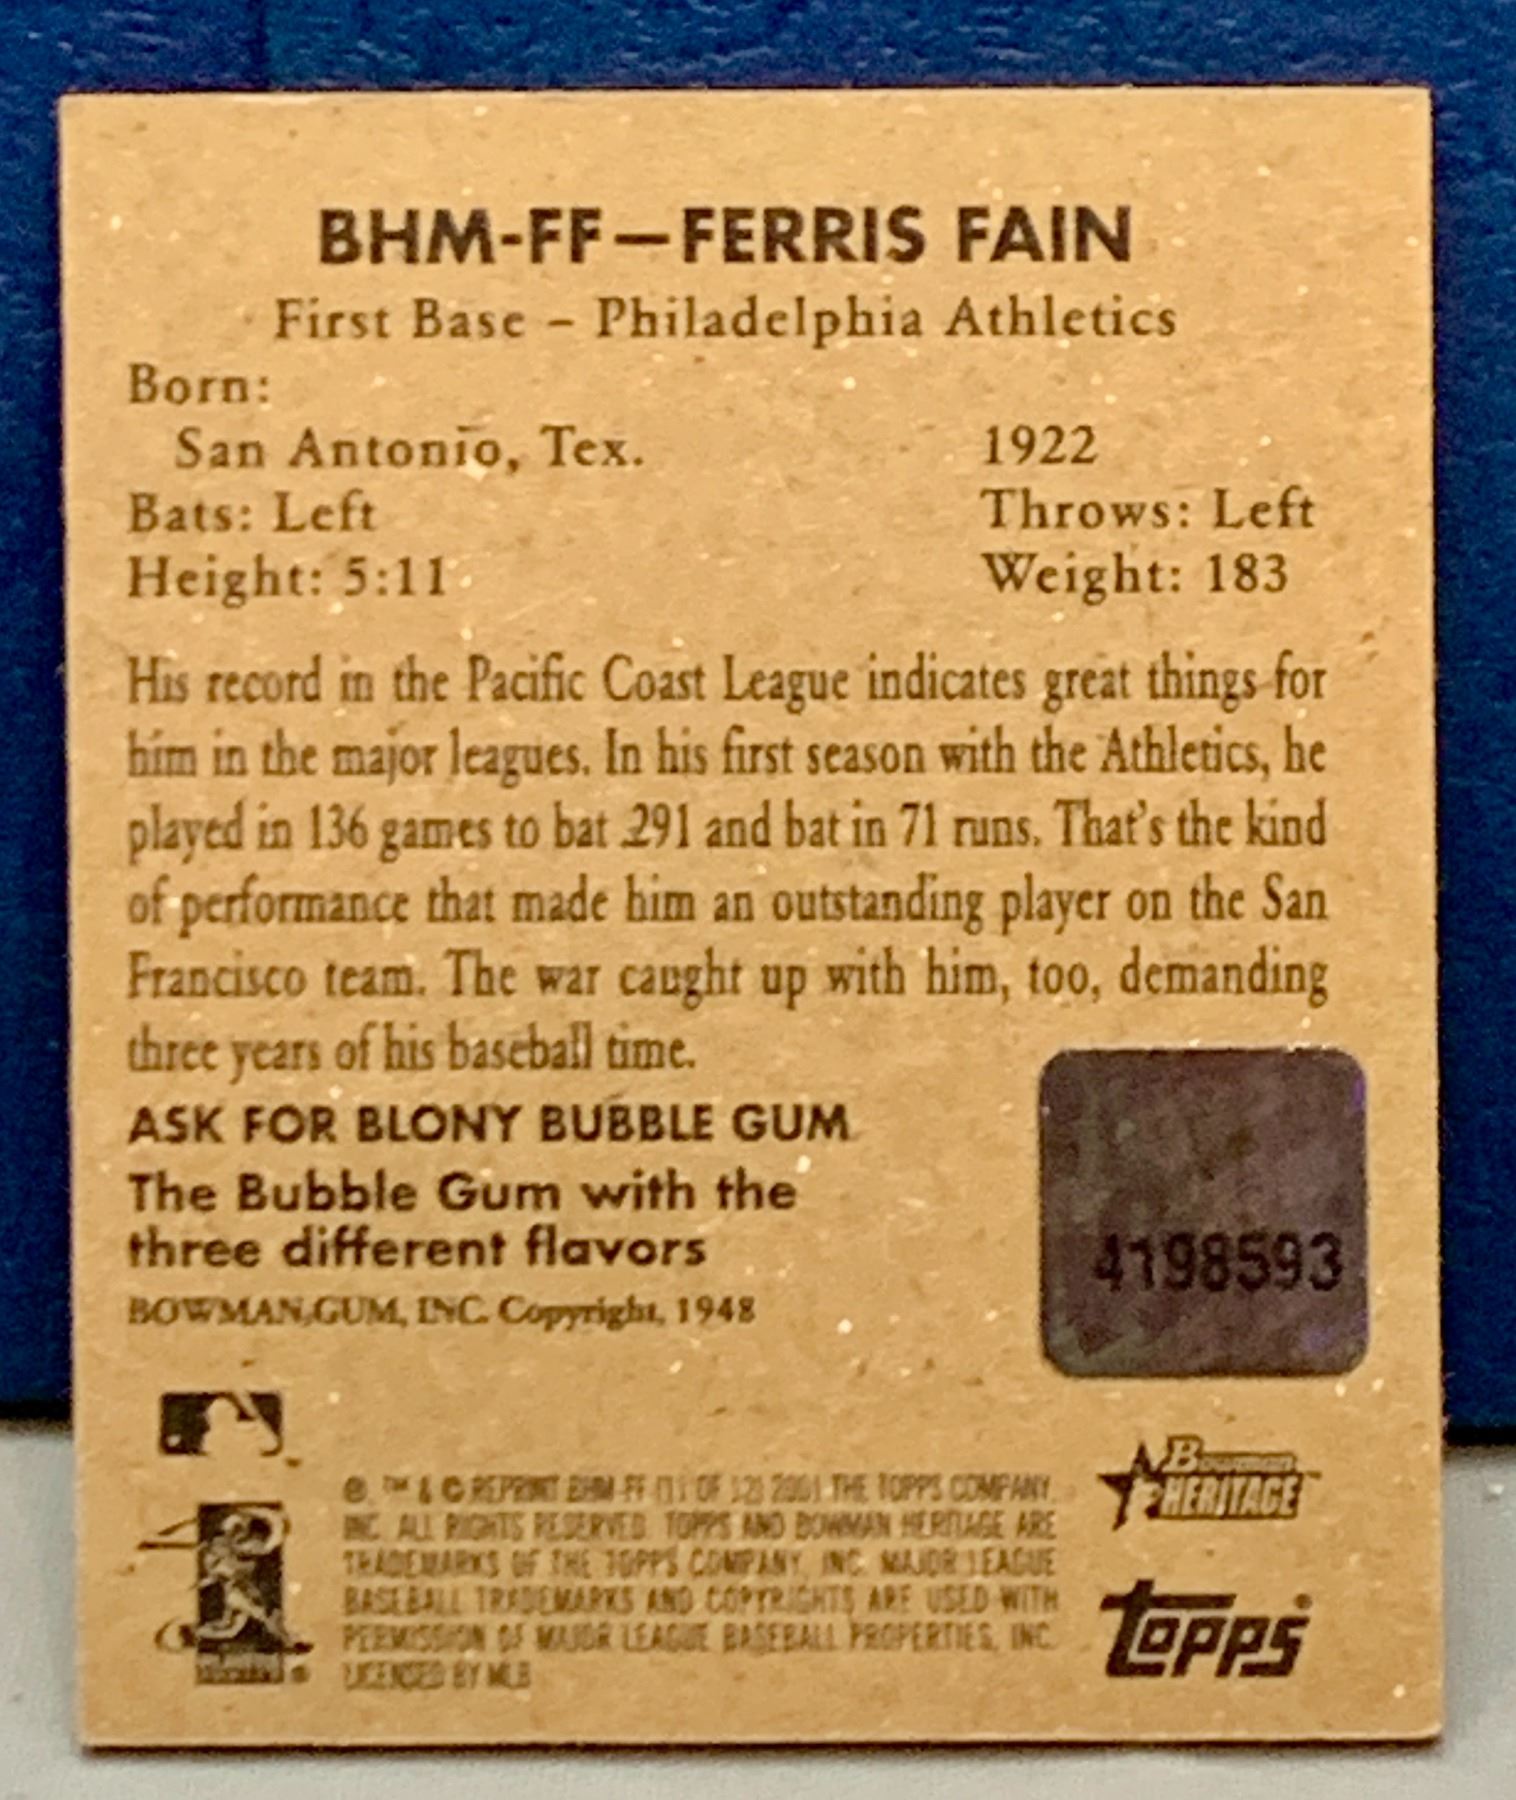 BHM-FF—FERRIS FAIN
First Base – Philadelphia Athletics
Born:
San Antonio, Tex. 1922
Bats: Left Throws: Left
Height: 5:11 Weight: 183
His record in the Pacific Coast League indicates great things for
him in the major leagues. In his first season with the Athletics, he
played in 136 games to bat .291 and bat in 71 runs. That's the kind
of performance that made him an outstanding player on the San
Francisco team. The war caught up with him, too, demanding
three years of his baseball time.
ASK FOR BLONY BUBBLE GUM
The Bubble Gum with the
three different flavors
BOWMAN GUM, INC. Copyright, 1948
4198593
®, ™ & © REPRINT BHM-FF (11 OF 12) 2001 THE TOPPS COMPANY,
INC. ALL RIGHTS RESERVED. TOPPS AND BOWMAN HERITAGE ARE
TRADEMARKS OF THE TOPPS COMPANY, INC. MAJOR LEAGUE
BASEBALL TRADEMARKS AND COPYRIGHTS ARE USED WITH
PERMISSION OF MAJOR LEAGUE BASEBALL PROPERTIES, INC.
LICENSED BY MLB
Bowman
HERITAGE™
Topps®